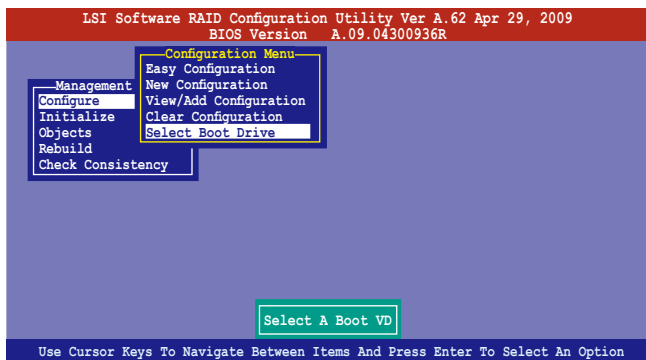 LSI Software RAID Configuration Utility Ver A.62 Apr 29, 2009
BIOS Version A.09.04300936R
Configuration Menu
Easy Configuration
New Configuration
View/Add Configuration
Clear Configuration
Select Boot Drive
Management
Configure
Initialize
Objects
Rebuild
Check Consistency
Select A Boot VD
Use Cursor Keys To Navigate Between Items And Press Enter To Select An Option